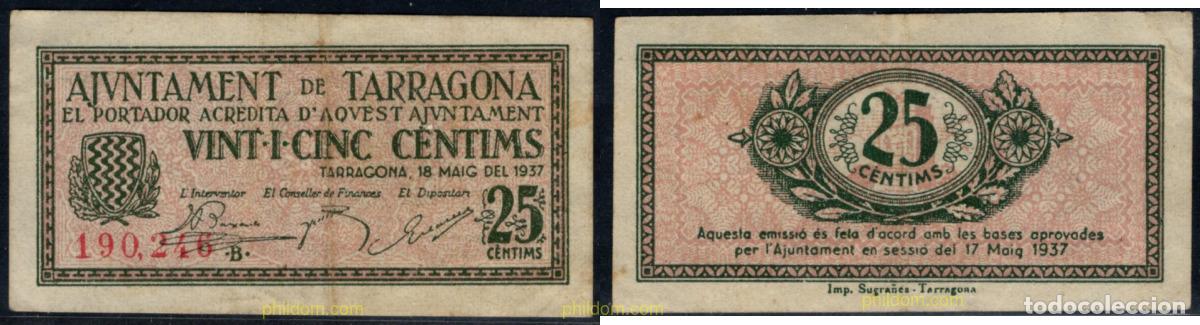 AJVNTAMENT DE TARRAGONA
EL PORTADOR ACREDITA D'AQVEST AJVNTAMENT
VINT·I·CINC CÈNTIMS
TARRAGONA, 18 MAIG DEL 1937
L'Interventor El Conseller de Finances El Dipositari
190,246 ·B·
25
CÈNTIMS
phildom.com
phildom.com
25
CÈNTIMS
Aquesta emissió és feta d'acord amb les bases aprovades
per l'Ajuntament en sessió del 17 Maig 1937
Imp. Sugrañes - Tarragona
phildom.com
phildom.com
todocoleccion